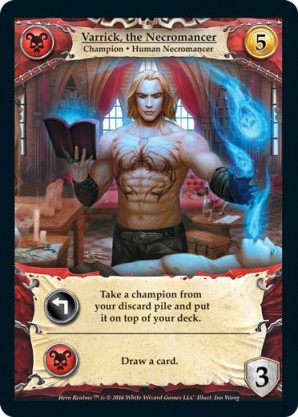 Varrick, the Necromancer
5
Champion • Human Necromancer
Take a champion from
your discard pile and put
it on top of your deck.
Draw a card.
3
Hero Realms™ & © 2016 White Wizard Games LLC Illust. Ino Wong